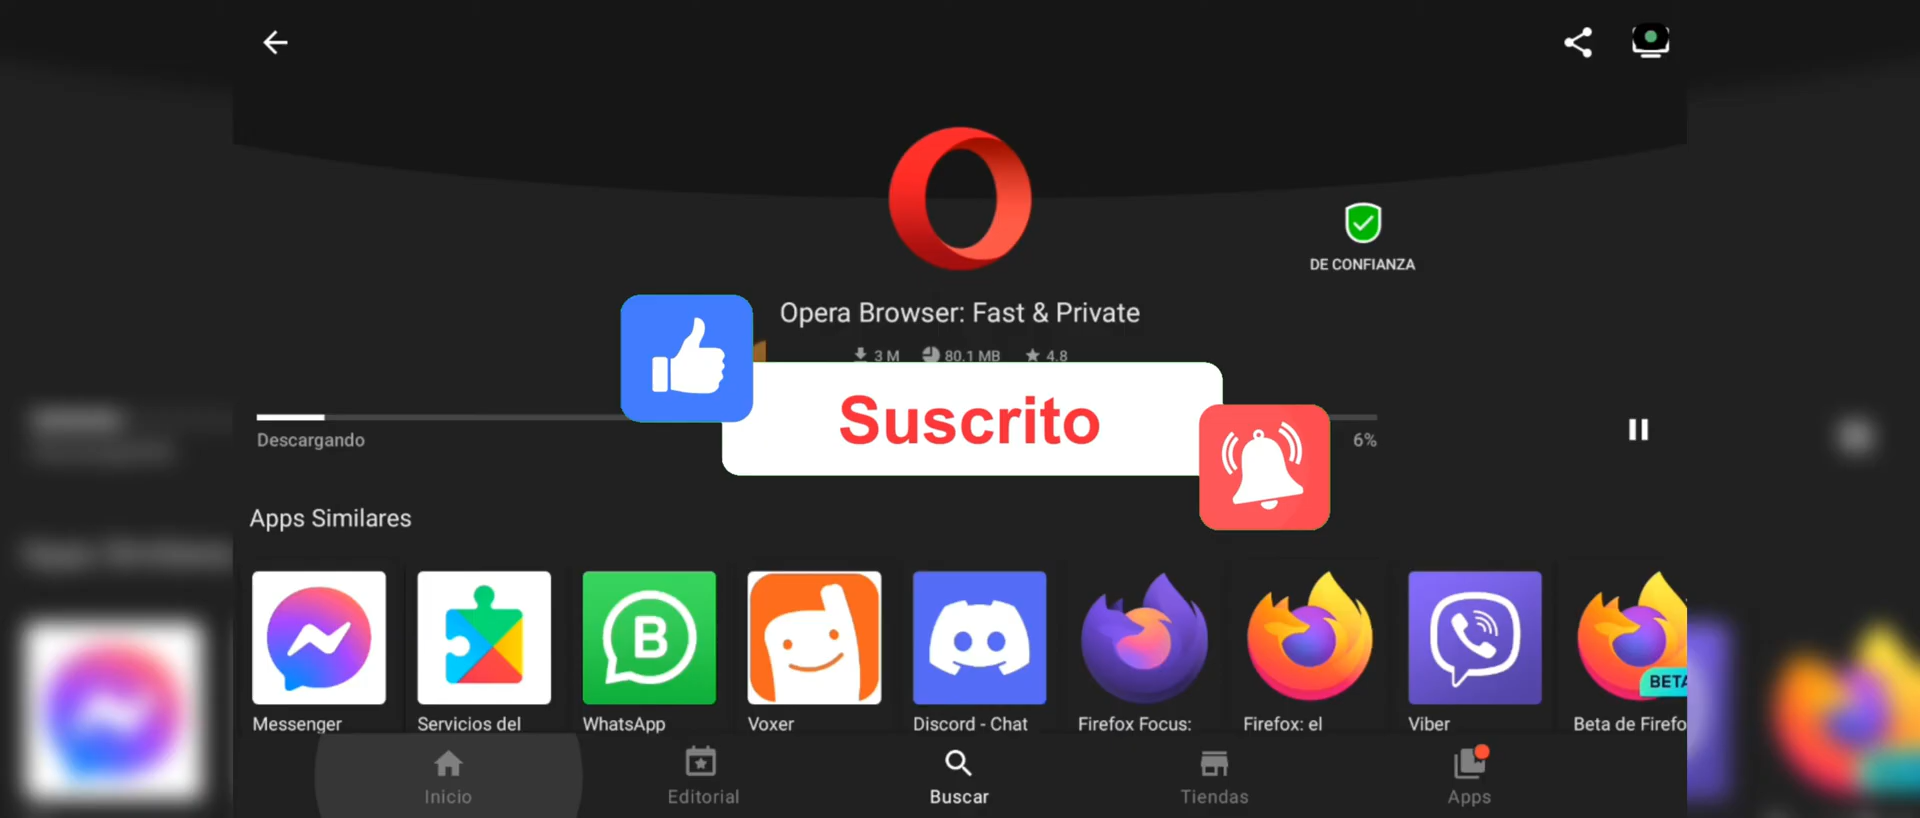 DE CONFIANZA
Opera Browser: Fast & Private
3 M 80.1 MB 4.8
Suscrito
Descargando 6%
Apps Similares
B
BETA
Messenger Servicios del WhatsApp Voxer Discord - Chat Firefox Focus: Firefox: el Viber Beta de Firefo
Inicio Editorial Buscar Tiendas Apps